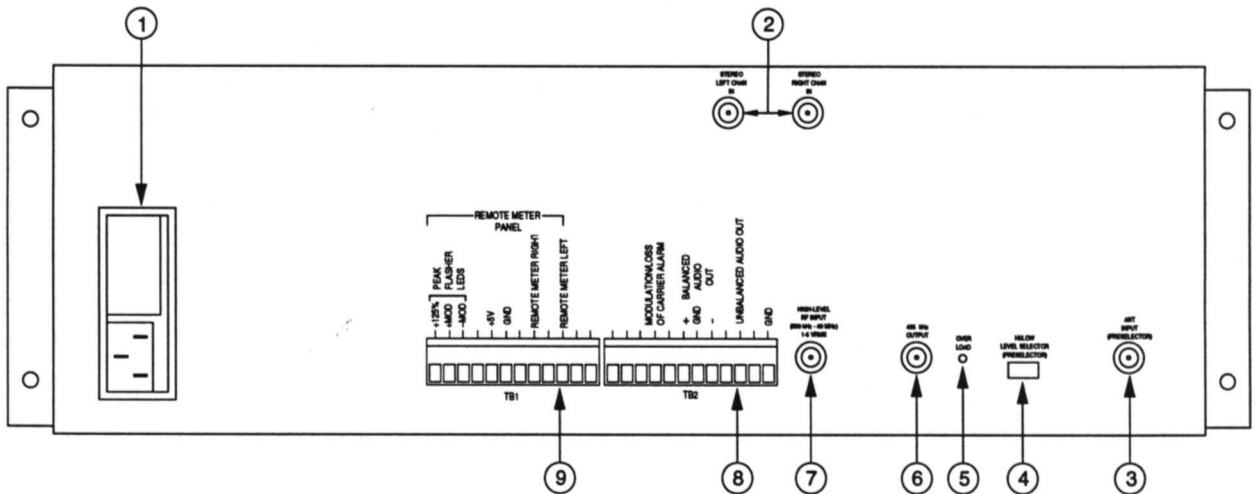 1
2
STEREO
LEFT CHAN
IN
STEREO
RIGHT CHAN
IN
REMOTE METER
PANEL
+125%
+MOD
-MOD
PEAK
FLASHER
LEDS
+5V
GND
REMOTE METER RIGHT
REMOTE METER LEFT
MODULATION/LOSS
OF CARRIER ALARM
+ BALANCED
GND AUDIO
- OUT
UNBALANCED AUDIO OUT
GND
HIGH-LEVEL
RF INPUT
1-5 VRMS
kHz
OUTPUT
OVER
LOAD
LEVEL SELECTOR
(PRESELECTOR)
ANT
INPUT
(PRESELECTOR)
TB1
TB2
9
8
7
6
5
4
3